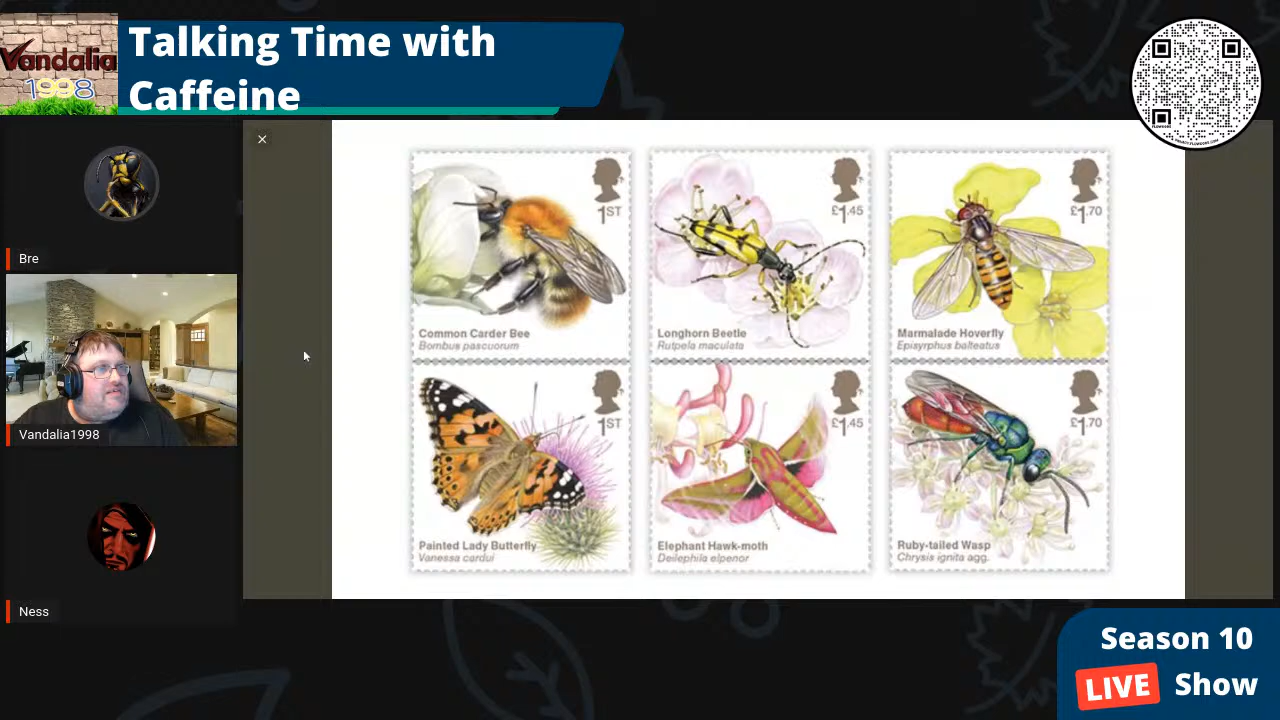 Vandalia
1998
Talking Time with
Caffeine
Bre
Vandalia1998
Ness
1ST
Common Carder Bee
Bombus pascuorum
£1.45
Longhorn Beetle
Rutpela maculata
£1.70
Marmalade Hoverfly
Episyrphus balteatus
1ST
Painted Lady Butterfly
Vanessa cardui
£1.45
Elephant Hawk-moth
Deilephila elpenor
£1.70
Ruby-tailed Wasp
Chrysis ignita agg.
Season 10
LIVE Show